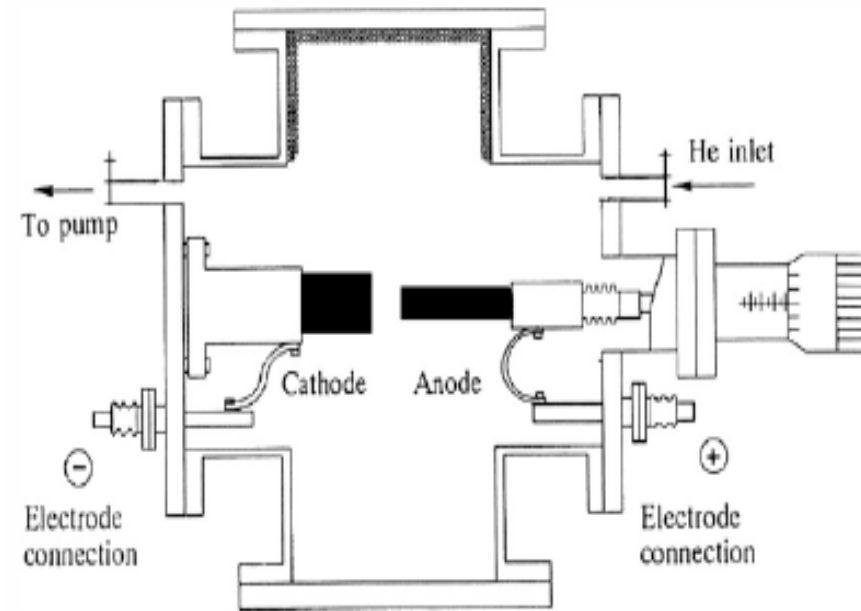 He inlet
To pump
Cathode
Anode
−
+
Electrode
connection
Electrode
connection